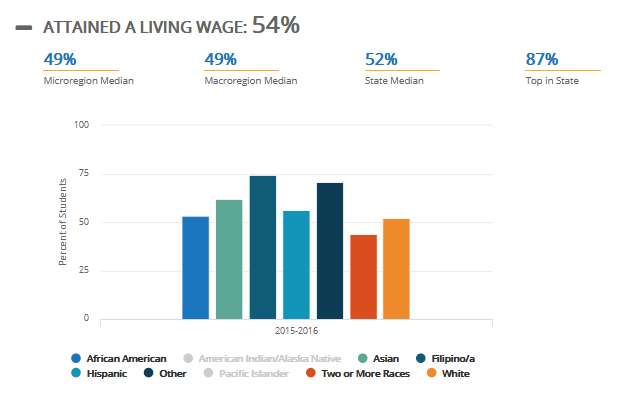 ATTAINED A LIVING WAGE: 54%
49% 49% 52% 87%
Microregion Median Macroregion Median State Median Top in State
100
75
50
25
0
Percent of Students
2015-2016
African American American Indian/Alaska Native Asian Filipino/a
Hispanic Other Pacific Islander Two or More Races White